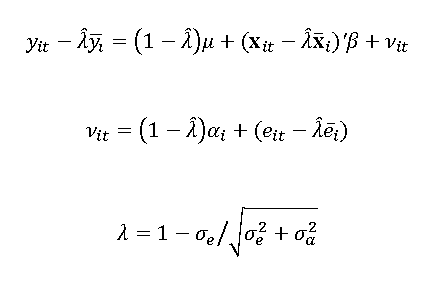 y_{it} − λ̂ȳ_i = (1 − λ̂)μ + (𝐱_{it} − λ̂𝐱̄_i)′β + ν_{it}
ν_{it} = (1 − λ̂)α_i + (e_{it} − λ̂ē_i)
λ = 1 − σ_e/√(σ_e^2 + σ_a^2)